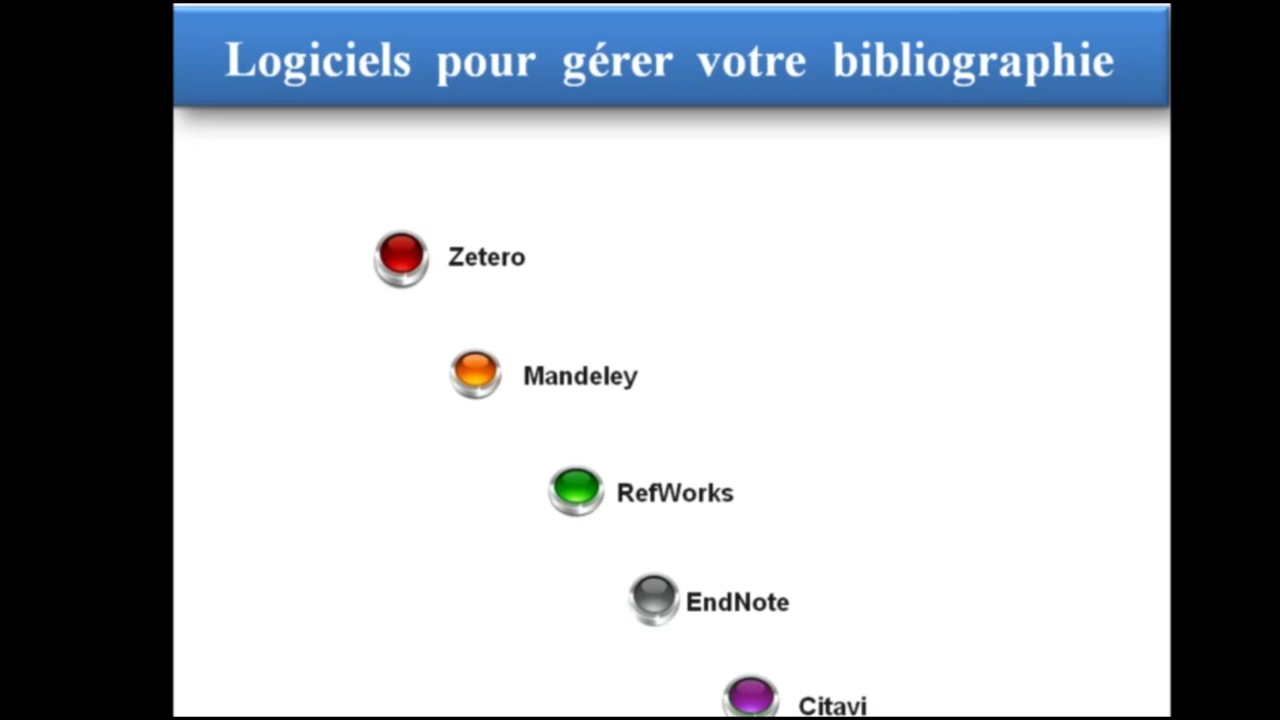 Logiciels pour gérer votre bibliographie
Zetero
Mandeley
RefWorks
EndNote
Citavi